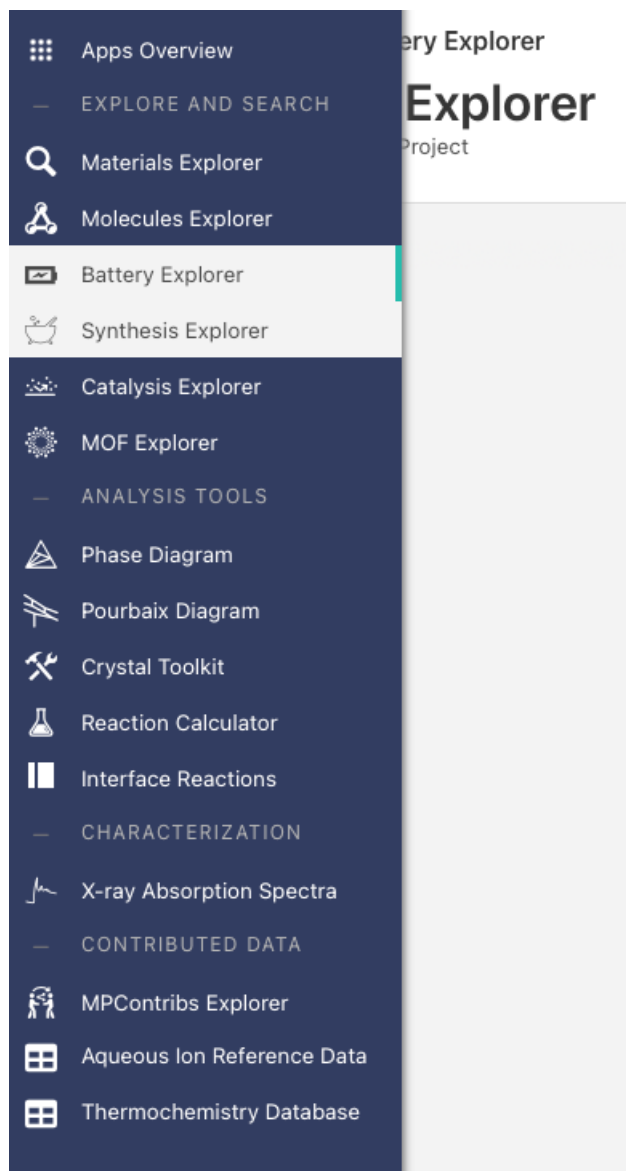 Apps Overview
EXPLORE AND SEARCH
Materials Explorer
Molecules Explorer
Battery Explorer
Synthesis Explorer
Catalysis Explorer
MOF Explorer
ANALYSIS TOOLS
Phase Diagram
Pourbaix Diagram
Crystal Toolkit
Reaction Calculator
Interface Reactions
CHARACTERIZATION
X-ray Absorption Spectra
CONTRIBUTED DATA
MPContribs Explorer
Aqueous Ion Reference Data
Thermochemistry Database
ery Explorer
Explorer
Project